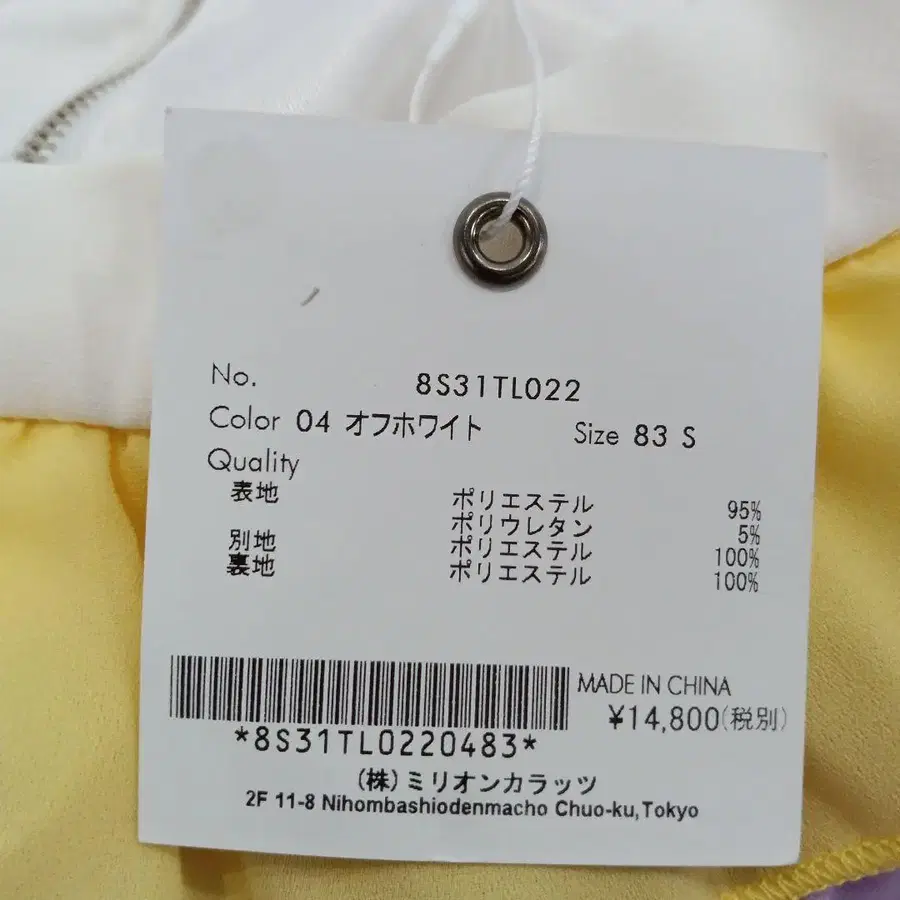 No. 8S31TL022
Color 04 オフホワイト Size 83 S
Quality
表地 ポリエステル 95%
ポリウレタン 5%
別地 ポリエステル 100%
裏地 ポリエステル 100%
MADE IN CHINA
¥14,800(税別)
*8S31TL0220483*
(株)ミリオンカラッツ
2F 11-8 Nihombashiodenmacho Chuo-ku,Tokyo